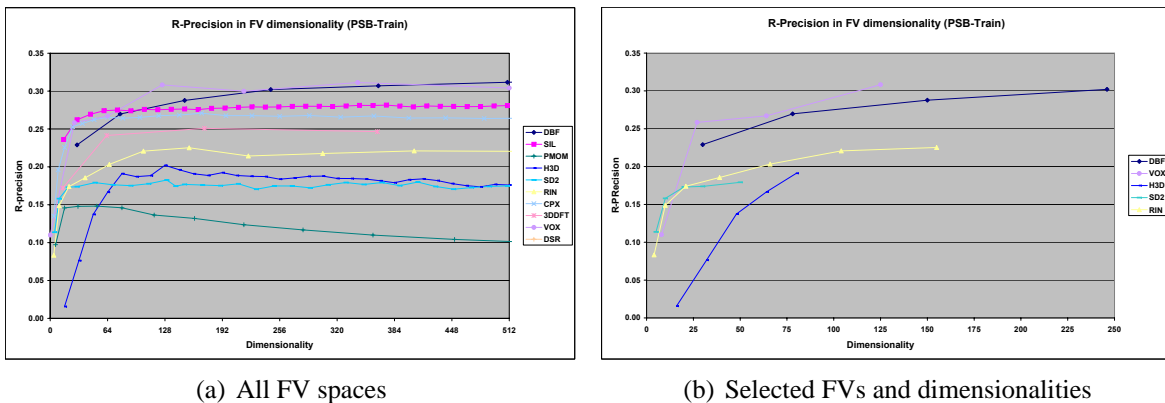 R-Precision in FV dimensionality (PSB-Train)
0.35
0.30
0.25
0.20
0.15
0.10
0.05
0.00
R-precision
0 64 128 192 256 320 384 448 512
Dimensionality
DBF
SIL
PMOM
H3D
SD2
RIN
CPX
3DDFT
VOX
DSR
(a) All FV spaces
R-Precision in FV dimensionality (PSB-Train)
0.35
0.30
0.25
0.20
0.15
0.10
0.05
0.00
R-PRecision
0 25 50 75 100 125 150 175 200 225 250
Dimensionality
DBF
VOX
H3D
SD2
RIN
(b) Selected FVs and dimensionalities